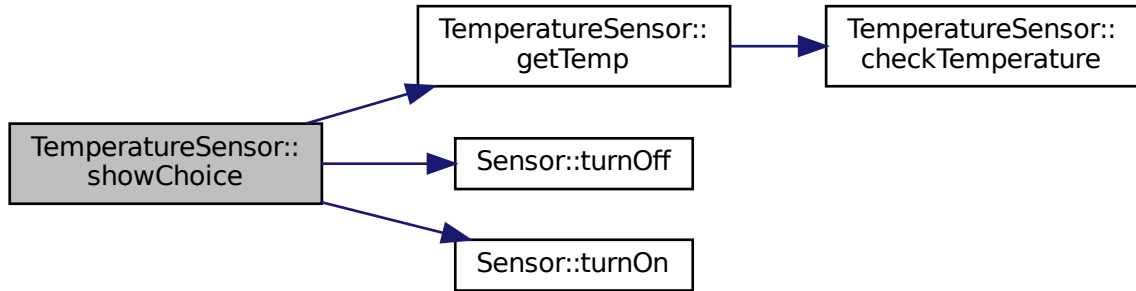 TemperatureSensor::
showChoice
TemperatureSensor::
getTemp
TemperatureSensor::
checkTemperature
Sensor::turnOff
Sensor::turnOn